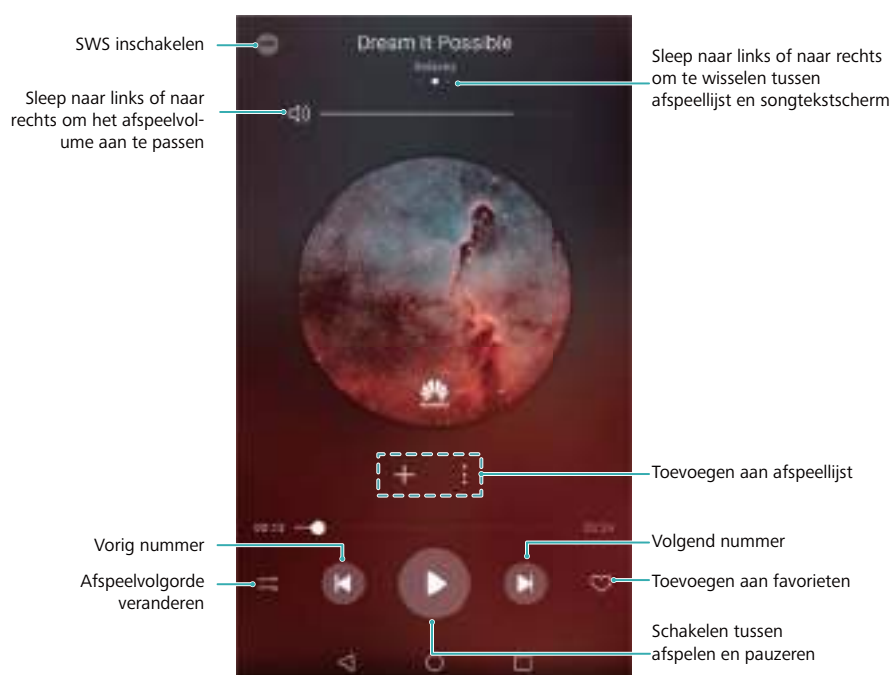 SWS inschakelen
Dream It Possible
Sleep naar links of naar rechts
om te wisselen tussen
afspeellijst en songtekstscherm
Sleep naar links of naar
rechts om het afspeelvol-
ume aan te passen
Toevoegen aan afspeellijst
Vorig nummer
Volgend nummer
Afspeelvolgorde
veranderen
Toevoegen aan favorieten
Schakelen tussen
afspelen en pauzeren